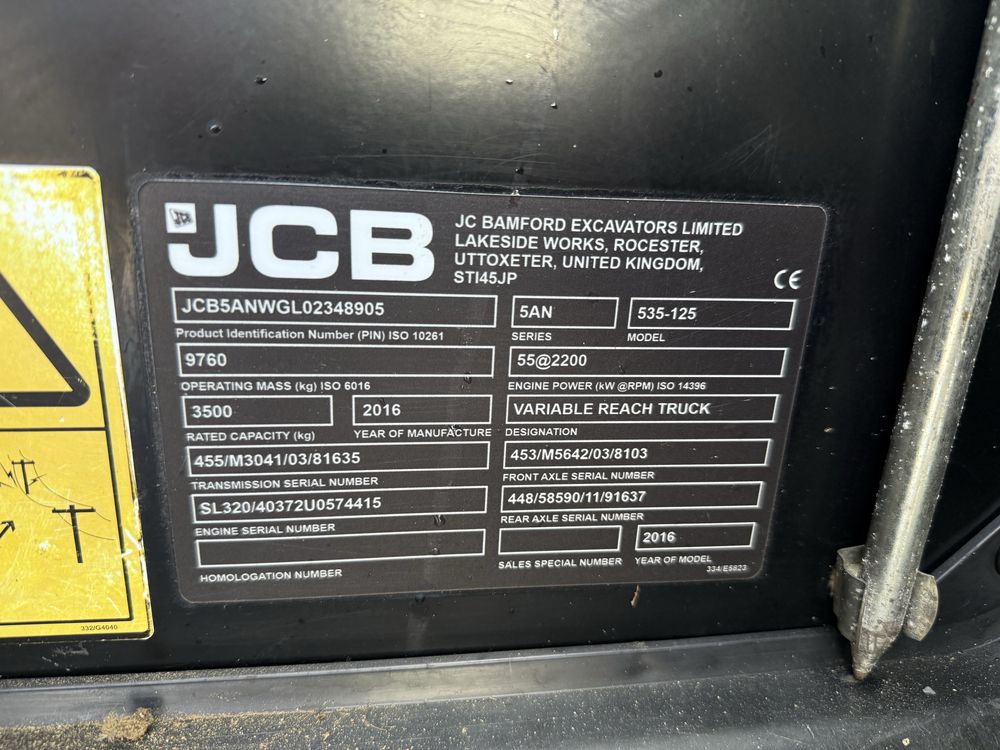 JCB
JCB
JC BAMFORD EXCAVATORS LIMITED
LAKESIDE WORKS, ROCESTER,
UTTOXETER, UNITED KINGDOM,
STI45JP
CE
JCB5ANWGL02348905
Product Identification Number (PIN) ISO 10261
5AN
SERIES
535-125
MODEL
9760
OPERATING MASS (kg) ISO 6016
55@2200
ENGINE POWER (kW @RPM) ISO 14396
3500
RATED CAPACITY (kg)
2016
YEAR OF MANUFACTURE
VARIABLE REACH TRUCK
DESIGNATION
455/M3041/03/81635
TRANSMISSION SERIAL NUMBER
453/M5642/03/8103
FRONT AXLE SERIAL NUMBER
SL320/40372U0574415
ENGINE SERIAL NUMBER
448/58590/11/91637
REAR AXLE SERIAL NUMBER
HOMOLOGATION NUMBER
SALES SPECIAL NUMBER
2016
YEAR OF MODEL
334/E5823
332/G4040